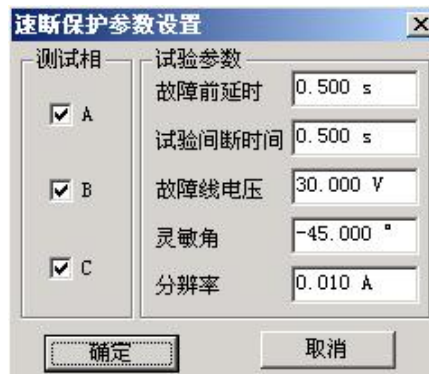 速断保护参数设置
测试相
A
B
C
试验参数
故障前延时 0.500 s
试验间断时间 0.500 s
故障线电压 30.000 V
灵敏角 -45.000 °
分辨率 0.010 A
确定 取消